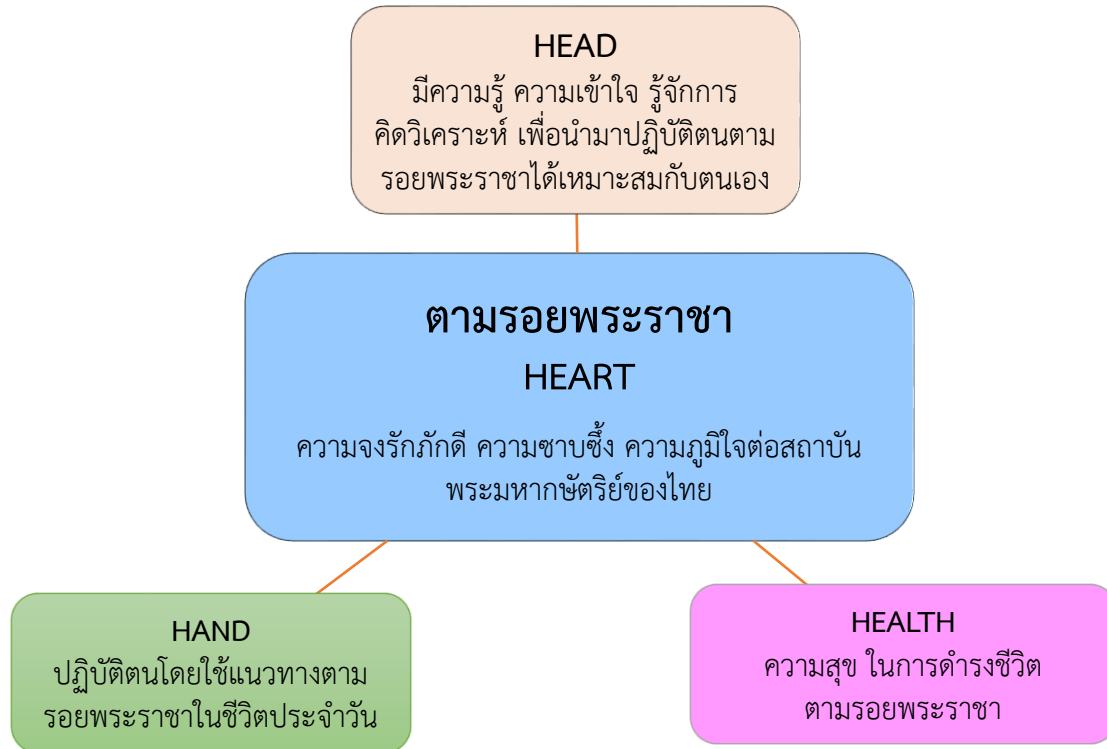 HEAD
มีความรู้ ความเข้าใจ รู้จักการ
คิดวิเคราะห์ เพื่อนำมาปฏิบัติตนตาม
รอยพระราชาได้เหมาะสมกับตนเอง
ตามรอยพระราชา
HEART
ความจงรักภักดี ความซาบซึ้ง ความภูมิใจต่อสถาบัน
พระมหากษัตริย์ของไทย
HAND
ปฏิบัติตนโดยใช้แนวทางตาม
รอยพระราชาในชีวิตประจำวัน
HEALTH
ความสุข ในการดำรงชีวิต
ตามรอยพระราชา